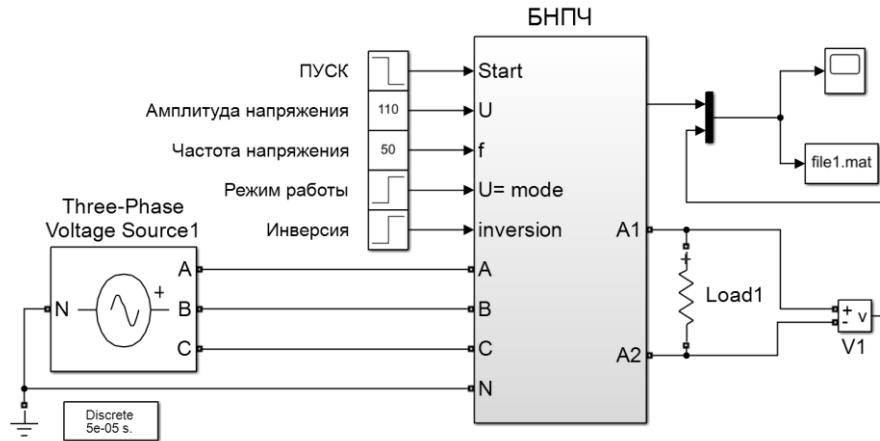 БНПЧ
ПУСК
Start
Амплитуда напряжения
110
U
Частота напряжения
50
f
Режим работы
U= mode
Инверсия
inversion
file1.mat
Three-Phase
Voltage Source1
N
+
A
B
C
A
B
C
N
A1
A2
+
Load1
+
-
v
V1
Discrete
5e-05 s.